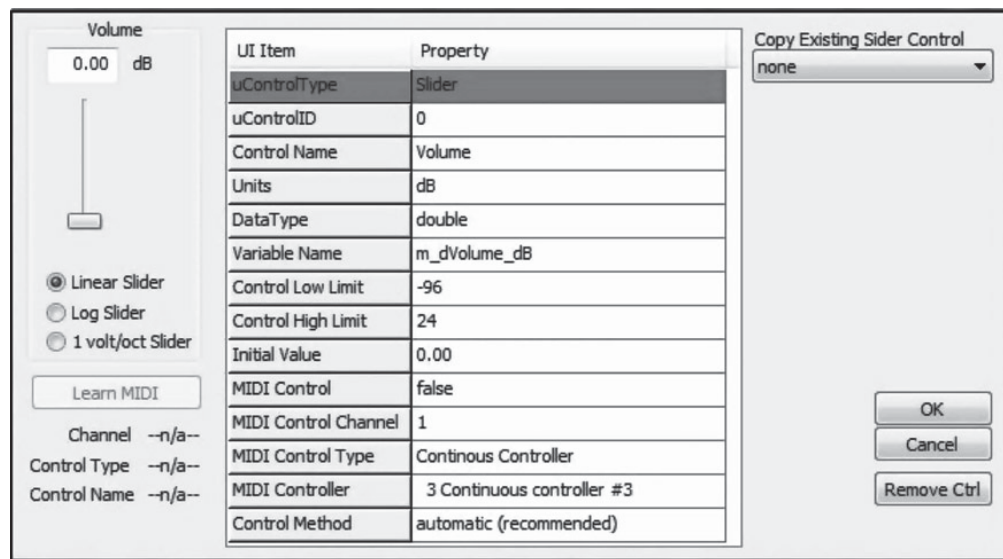 Volume
0.00 dB
Linear Slider
Log Slider
1 volt/oct Slider
Learn MIDI
Channel --n/a--
Control Type --n/a--
Control Name --n/a--
UI Item Property
uControlType Slider
uControlID 0
Control Name Volume
Units dB
DataType double
Variable Name m_dVolume_dB
Control Low Limit -96
Control High Limit 24
Initial Value 0.00
MIDI Control false
MIDI Control Channel 1
MIDI Control Type Continous Controller
MIDI Controller 3 Continuous controller #3
Control Method automatic (recommended)
Copy Existing Sider Control
none
OK
Cancel
Remove Ctrl